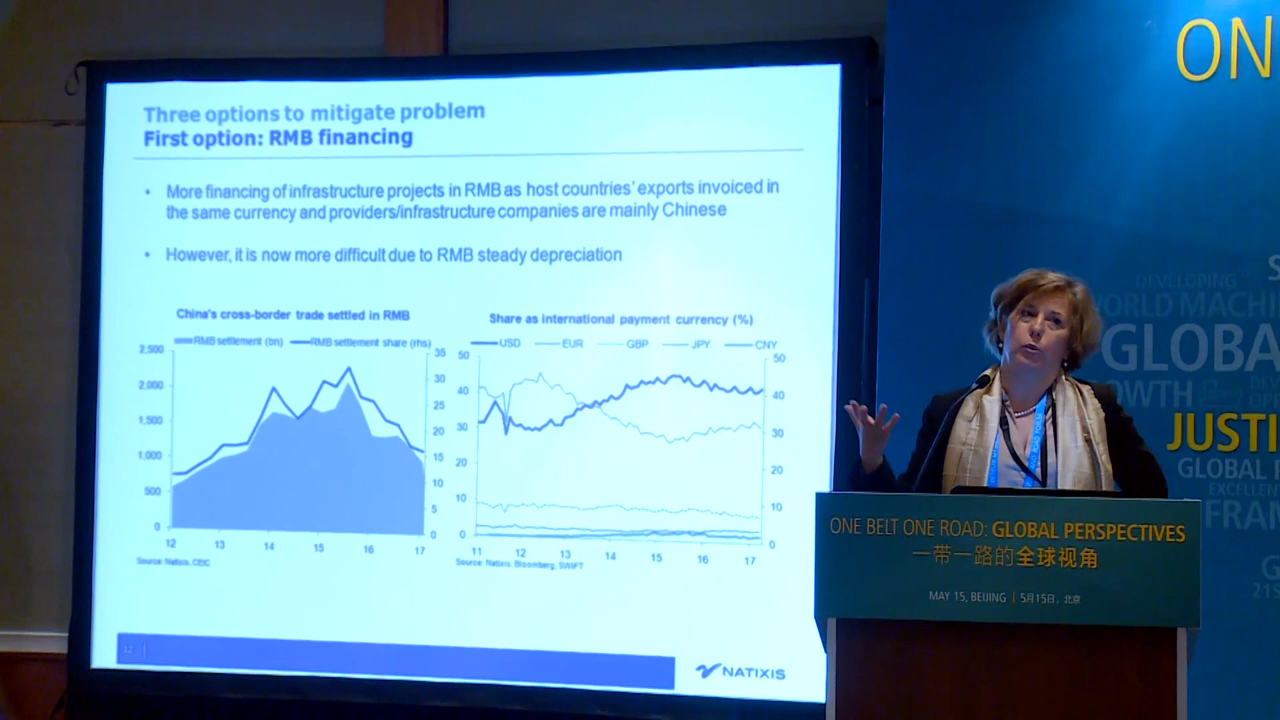 Three options to mitigate problem
First option: RMB financing
• More financing of infrastructure projects in RMB as host countries' exports invoiced in
the same currency and providers/infrastructure companies are mainly Chinese
• However, it is now more difficult due to RMB steady depreciation
China's cross-border trade settled in RMB
RMB settlement (bn) RMB settlement share (rhs)
2,500
2,000
1,500
1,000
500
0
35
30
25
20
15
10
5
0
12 13 14 15 16 17
Source: Natixis, CEIC
Share as international payment currency (%)
USD EUR GBP JPY CNY
50
40
30
20
10
0
50
40
30
20
10
0
11 12 13 14 15 16 17
Source: Natixis, Bloomberg, SWIFT
12
NATIXIS
ON
DEVELOPING
WORLD MACHI
GLOBA
OWTH
JUSTI
GLOBAL
EXCELLEN
FRAN
G
21S
ONE BELT ONE ROAD: GLOBAL PERSPECTIVES
一带一路的全球视角
MAY 15, BEIJING | 5月15日, 北京